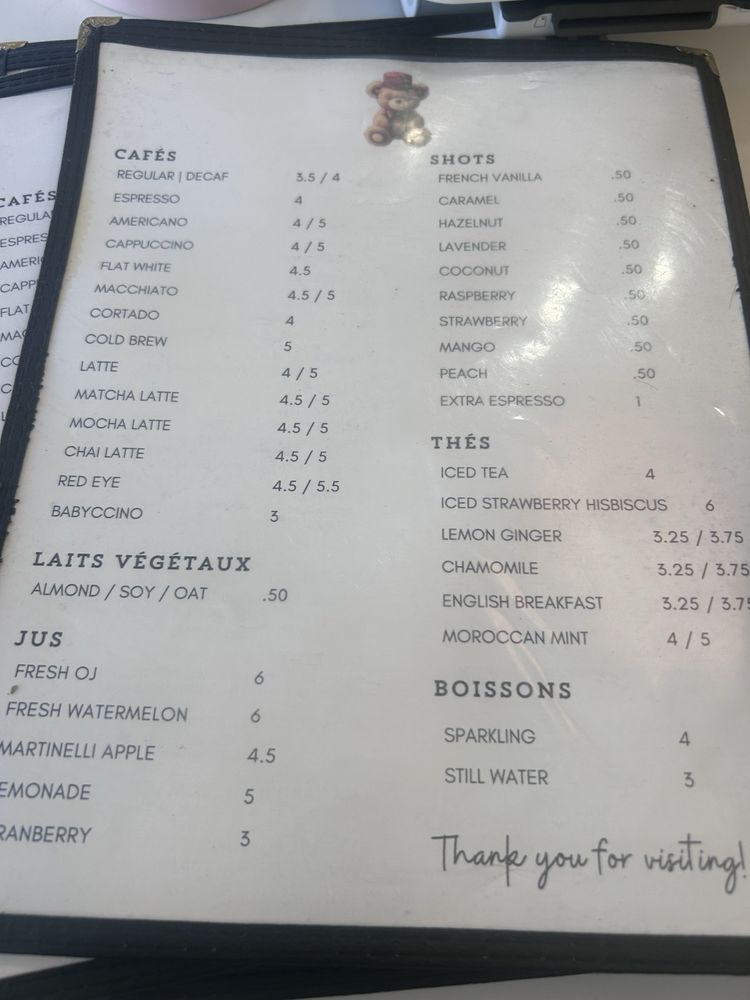 CAFÉS
REGULAR | DECAF 3.5 / 4
ESPRESSO 4
AMERICANO 4 / 5
CAPPUCCINO 4 / 5
FLAT WHITE 4.5
MACCHIATO 4.5 / 5
CORTADO 4
COLD BREW 5
LATTE 4 / 5
MATCHA LATTE 4.5 / 5
MOCHA LATTE 4.5 / 5
CHAI LATTE 4.5 / 5
RED EYE 4.5 / 5.5
BABYCCINO 3
LAITS VÉGÉTAUX
ALMOND / SOY / OAT .50
JUS
FRESH OJ 6
FRESH WATERMELON 6
MARTINELLI APPLE 4.5
EMONADE 5
RANBERRY 3
SHOTS
FRENCH VANILLA .50
CARAMEL .50
HAZELNUT .50
LAVENDER .50
COCONUT .50
RASPBERRY .50
STRAWBERRY .50
MANGO .50
PEACH .50
EXTRA ESPRESSO 1
THÉS
ICED TEA 4
ICED STRAWBERRY HISBISCUS 6
LEMON GINGER 3.25 / 3.75
CHAMOMILE 3.25 / 3.75
ENGLISH BREAKFAST 3.25 / 3.75
MOROCCAN MINT 4 / 5
BOISSONS
SPARKLING 4
STILL WATER 3
Thank you for visiting!
CAFÉS
REGULA
ESPRES
AMERI
CAPP
FLAT
MA